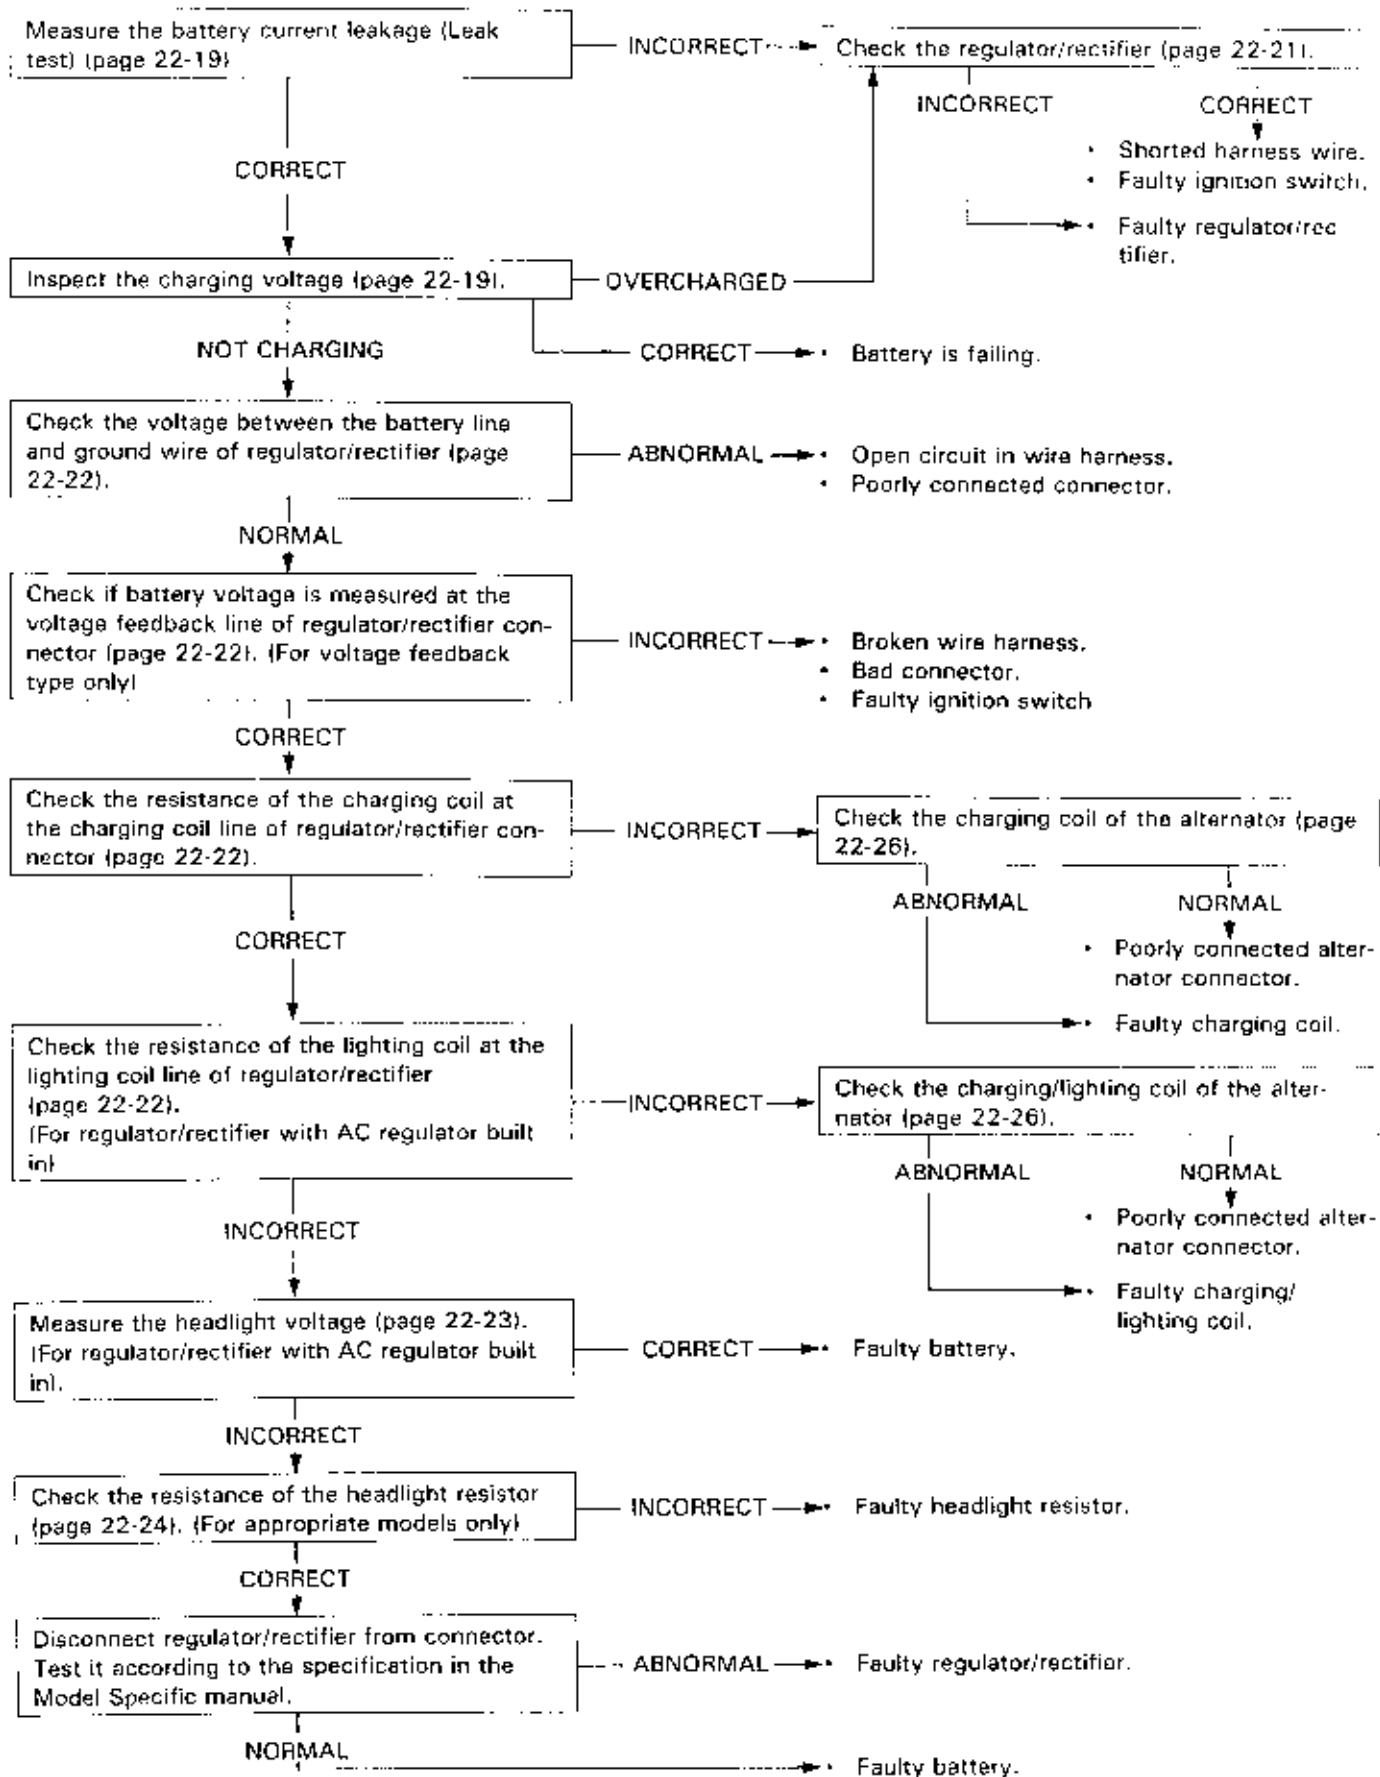 Measure the battery current leakage (Leak
test) (page 22-19)
INCORRECT
Check the regulator/rectifier (page 22-21).
INCORRECT
CORRECT
• Shorted harness wire.
• Faulty ignition switch.
• Faulty regulator/rec
tifier.
CORRECT
Inspect the charging voltage (page 22-19).
OVERCHARGED
NOT CHARGING
CORRECT
• Battery is failing.
Check the voltage between the battery line
and ground wire of regulator/rectifier (page
22-22).
ABNORMAL
• Open circuit in wire harness.
• Poorly connected connector.
NORMAL
Check if battery voltage is measured at the
voltage feedback line of regulator/rectifier con-
nector (page 22-22). (For voltage feedback
type only)
INCORRECT
• Broken wire harness.
• Bad connector.
• Faulty ignition switch
CORRECT
Check the resistance of the charging coil at
the charging coil line of regulator/rectifier con-
nector (page 22-22).
INCORRECT
Check the charging coil of the alternator (page
22-26).
ABNORMAL
NORMAL
• Poorly connected alter-
nator connector.
• Faulty charging coil.
CORRECT
Check the resistance of the lighting coil at the
lighting coil line of regulator/rectifier
(page 22-22).
(For regulator/rectifier with AC regulator built
in)
INCORRECT
Check the charging/lighting coil of the alter-
nator (page 22-26).
ABNORMAL
NORMAL
• Poorly connected alter-
nator connector.
• Faulty charging/
lighting coil.
INCORRECT
Measure the headlight voltage (page 22-23).
(For regulator/rectifier with AC regulator built
in).
CORRECT
• Faulty battery.
INCORRECT
Check the resistance of the headlight resistor
(page 22-24). (For appropriate models only)
INCORRECT
• Faulty headlight resistor.
CORRECT
Disconnect regulator/rectifier from connector.
Test it according to the specification in the
Model Specific manual.
ABNORMAL
• Faulty regulator/rectifier.
NORMAL
• Faulty battery.